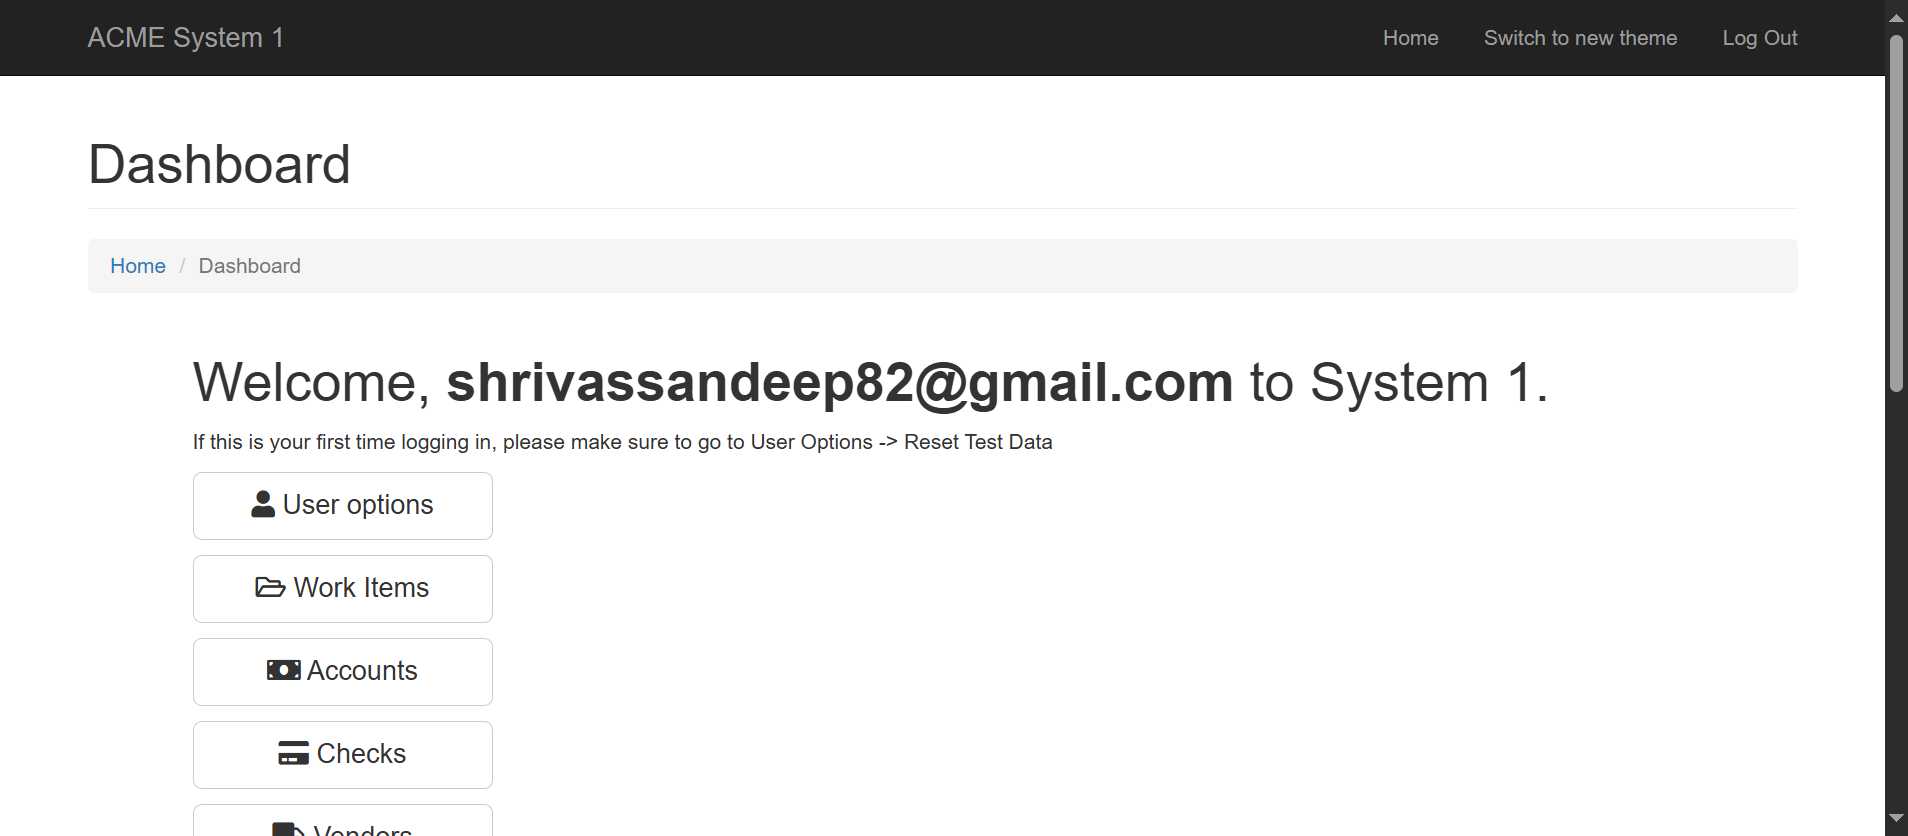 ACME System 1
Home
Switch to new theme
Log Out
Dashboard
Home / Dashboard
Welcome, shrivassandeep82@gmail.com to System 1.
If this is your first time logging in, please make sure to go to User Options -> Reset Test Data
User options
Work Items
Accounts
Checks
Vendors